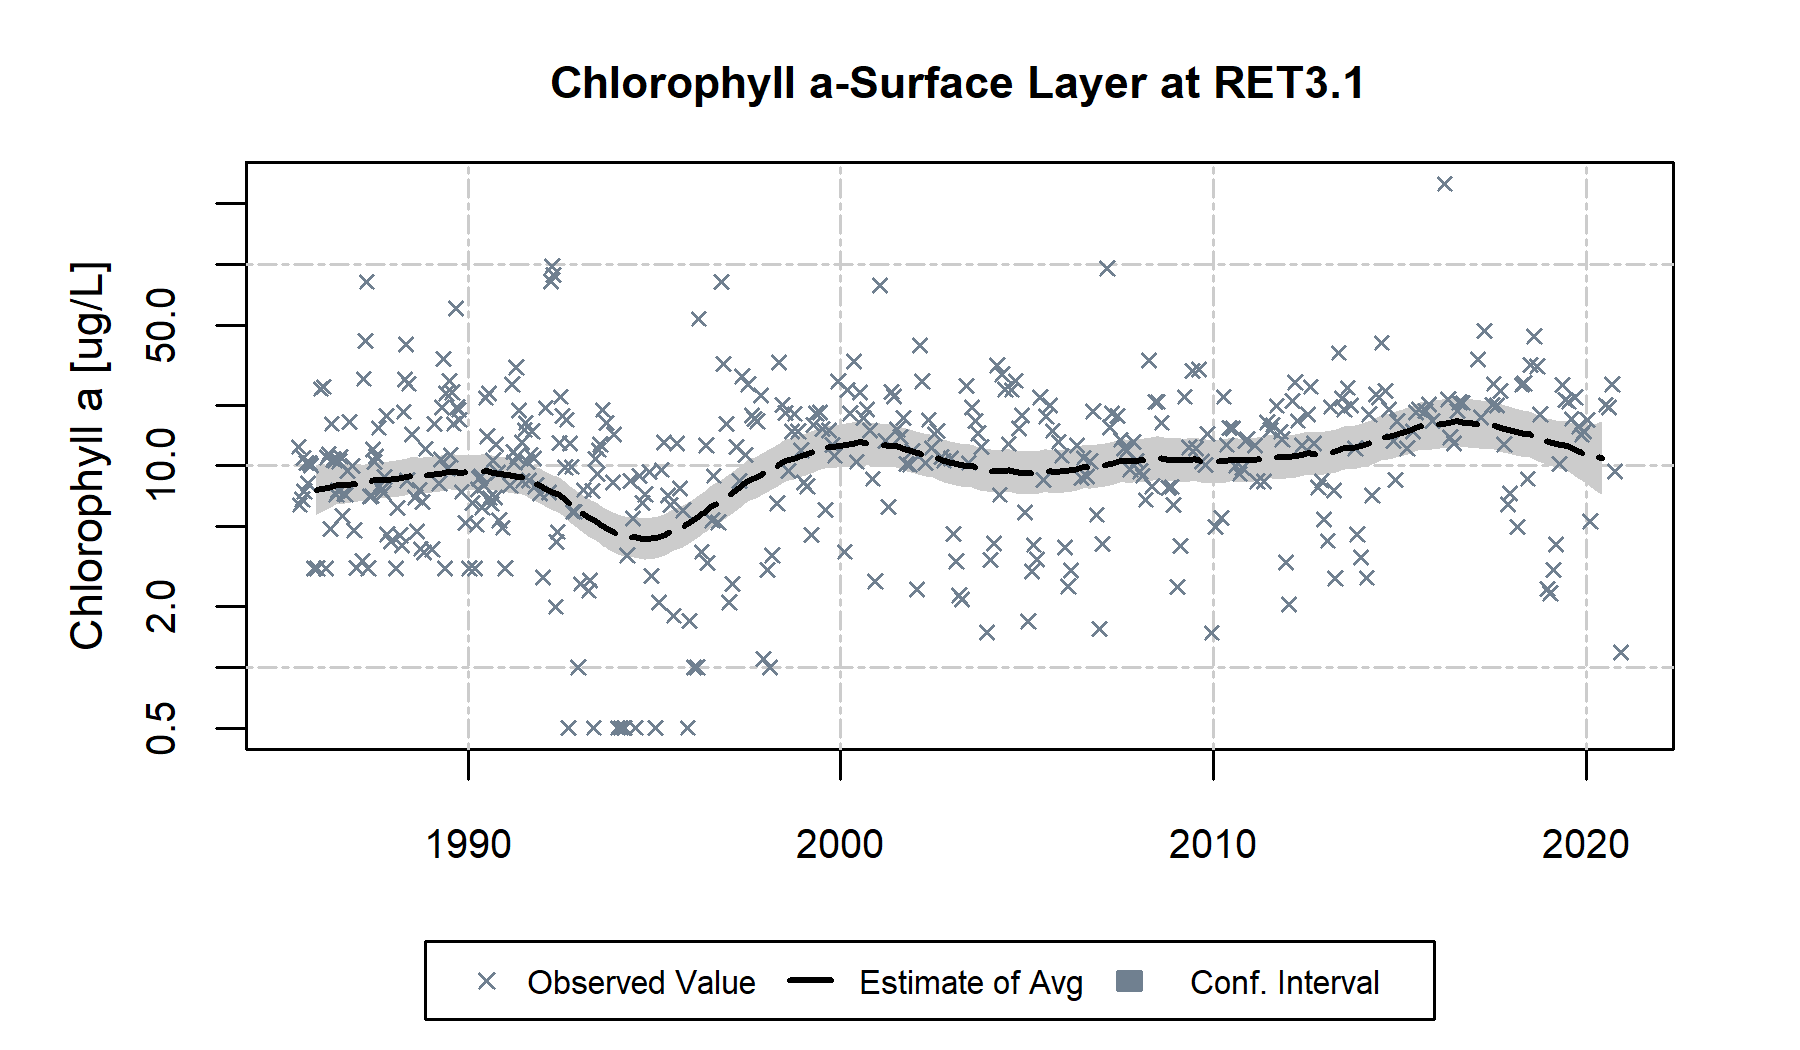 Chlorophyll a-Surface Layer at RET3.1
Chlorophyll a [ug/L]
50.0
10.0
2.0
0.5
1990 2000 2010 2020
Observed Value Estimate of Avg Conf. Interval